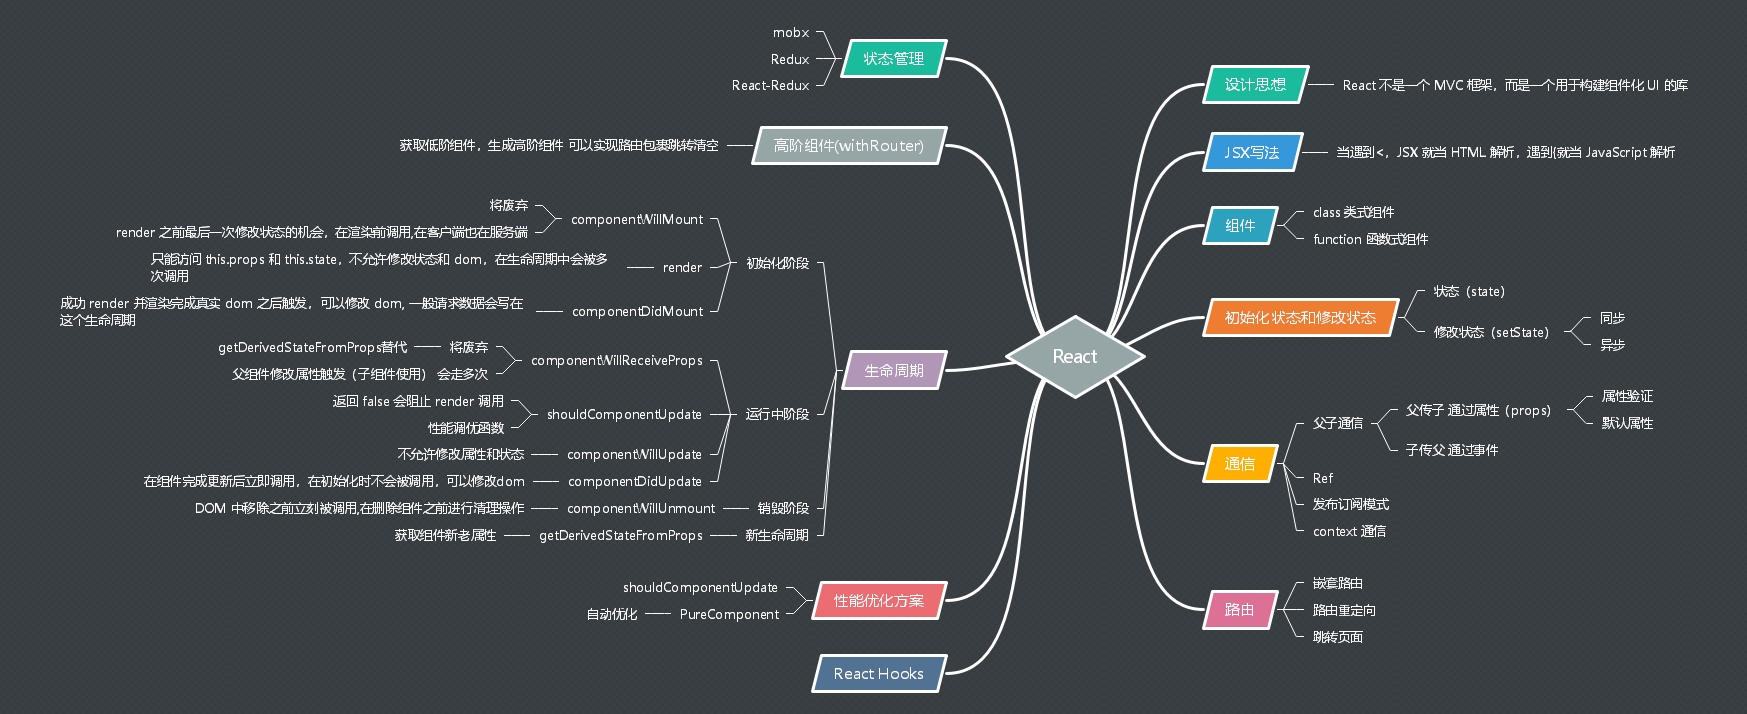 React
设计思想
React 不是一个 MVC 框架，而是一个用于构建组件化 UI 的库
JSX写法
当遇到<，JSX 就当 HTML 解析，遇到{就当 JavaScript 解析
组件
class 类式组件
function 函数式组件
初始化状态和修改状态
状态（state）
修改状态（setState）
同步
异步
通信
父子通信
父传子 通过属性（props）
属性验证
默认属性
子传父 通过事件
Ref
发布订阅模式
context 通信
路由
嵌套路由
路由重定向
跳转页面
状态管理
mobx
Redux
React-Redux
高阶组件(withRouter)
获取低阶组件，生成高阶组件 可以实现路由包裹跳转清空
生命周期
初始化阶段
componentWillMount
将废弃
render 之前最后一次修改状态的机会，在渲染前调用,在客户端也在服务端
render
只能访问 this.props 和 this.state，不允许修改状态和 dom，在生命周期中会被多
次调用
componentDidMount
成功 render 并渲染完成真实 dom 之后触发，可以修改 dom, 一般请求数据会写在
这个生命周期
运行中阶段
componentWillReceiveProps
将废弃
getDerivedStateFromProps替代
父组件修改属性触发（子组件使用） 会走多次
shouldComponentUpdate
返回 false 会阻止 render 调用
性能调优函数
componentWillUpdate
不允许修改属性和状态
componentDidUpdate
在组件完成更新后立即调用，在初始化时不会被调用，可以修改dom
销毁阶段
componentWillUnmount
DOM 中移除之前立刻被调用,在删除组件之前进行清理操作
新生命周期
getDerivedStateFromProps
获取组件新老属性
性能优化方案
shouldComponentUpdate
PureComponent
自动优化
React Hooks